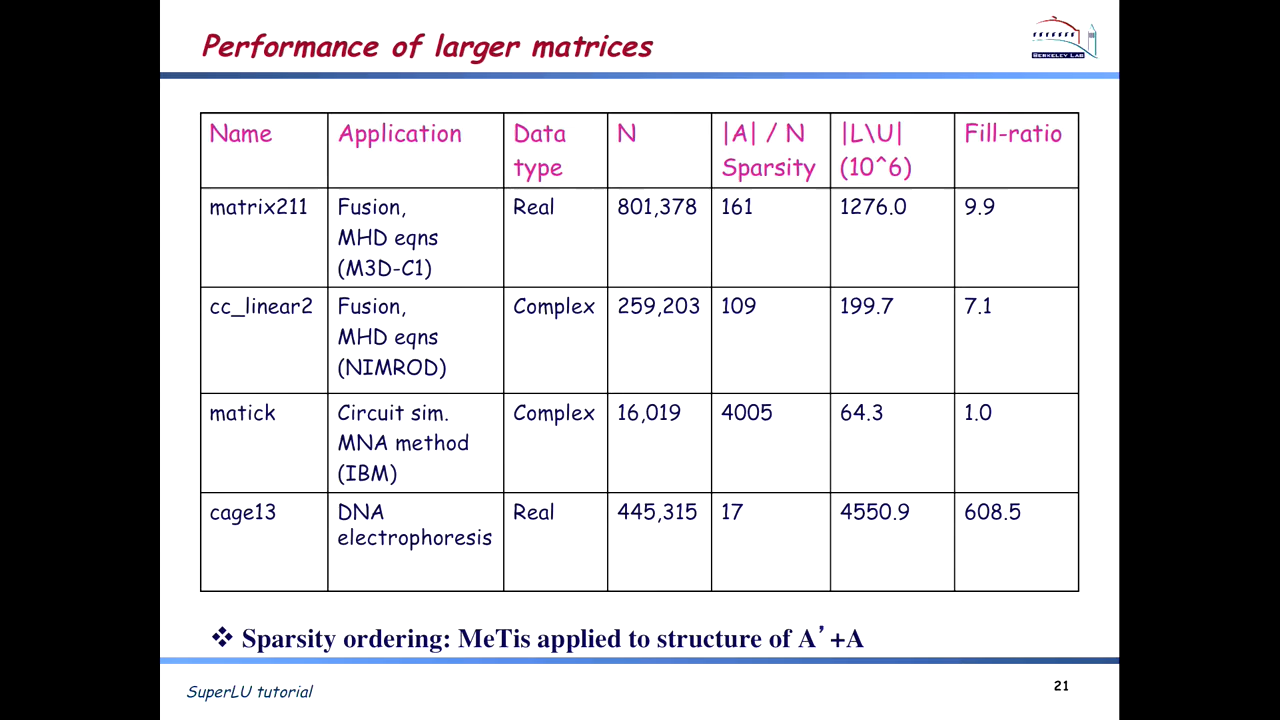 Performance of larger matrices
BERKELEY LAB
Name Application Data type N |A| / N Sparsity |L\U| (10^6) Fill-ratio
matrix211 Fusion, MHD eqns (M3D-C1) Real 801,378 161 1276.0 9.9
cc_linear2 Fusion, MHD eqns (NIMROD) Complex 259,203 109 199.7 7.1
matick Circuit sim. MNA method (IBM) Complex 16,019 4005 64.3 1.0
cage13 DNA electrophoresis Real 445,315 17 4550.9 608.5
❖ Sparsity ordering: MeTis applied to structure of A’+A
SuperLU tutorial
21